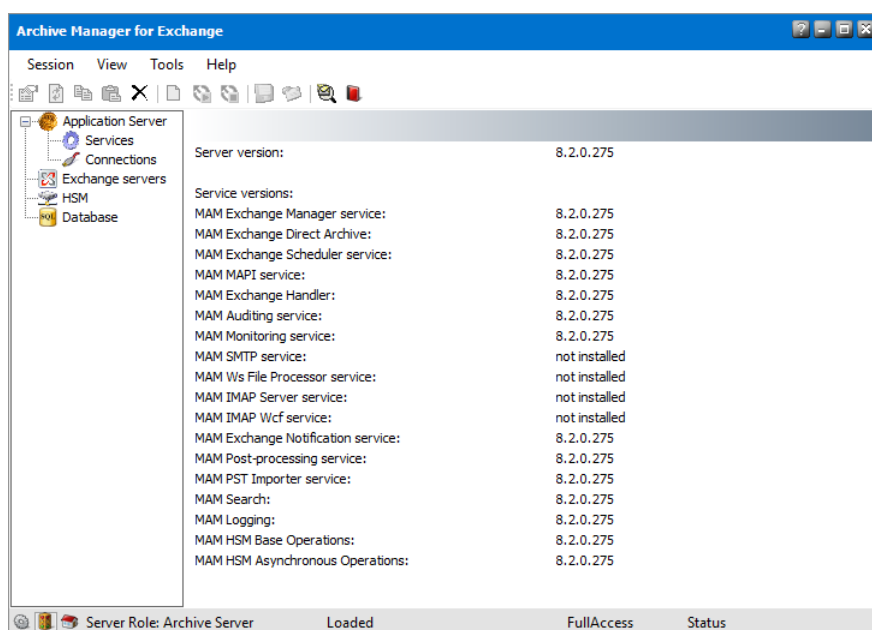 Archive Manager for Exchange
Session View Tools Help
Application Server
Services
Connections
Exchange servers
HSM
SQL Database
Server version: 8.2.0.275
Service versions:
MAM Exchange Manager service: 8.2.0.275
MAM Exchange Direct Archive: 8.2.0.275
MAM Exchange Scheduler service: 8.2.0.275
MAM MAPI service: 8.2.0.275
MAM Exchange Handler: 8.2.0.275
MAM Auditing service: 8.2.0.275
MAM Monitoring service: 8.2.0.275
MAM SMTP service: not installed
MAM Ws File Processor service: not installed
MAM IMAP Server service: not installed
MAM IMAP Wcf service: not installed
MAM Exchange Notification service: 8.2.0.275
MAM Post-processing service: 8.2.0.275
MAM PST Importer service: 8.2.0.275
MAM Search: 8.2.0.275
MAM Logging: 8.2.0.275
MAM HSM Base Operations: 8.2.0.275
MAM HSM Asynchronous Operations: 8.2.0.275
Server Role: Archive Server Loaded FullAccess Status